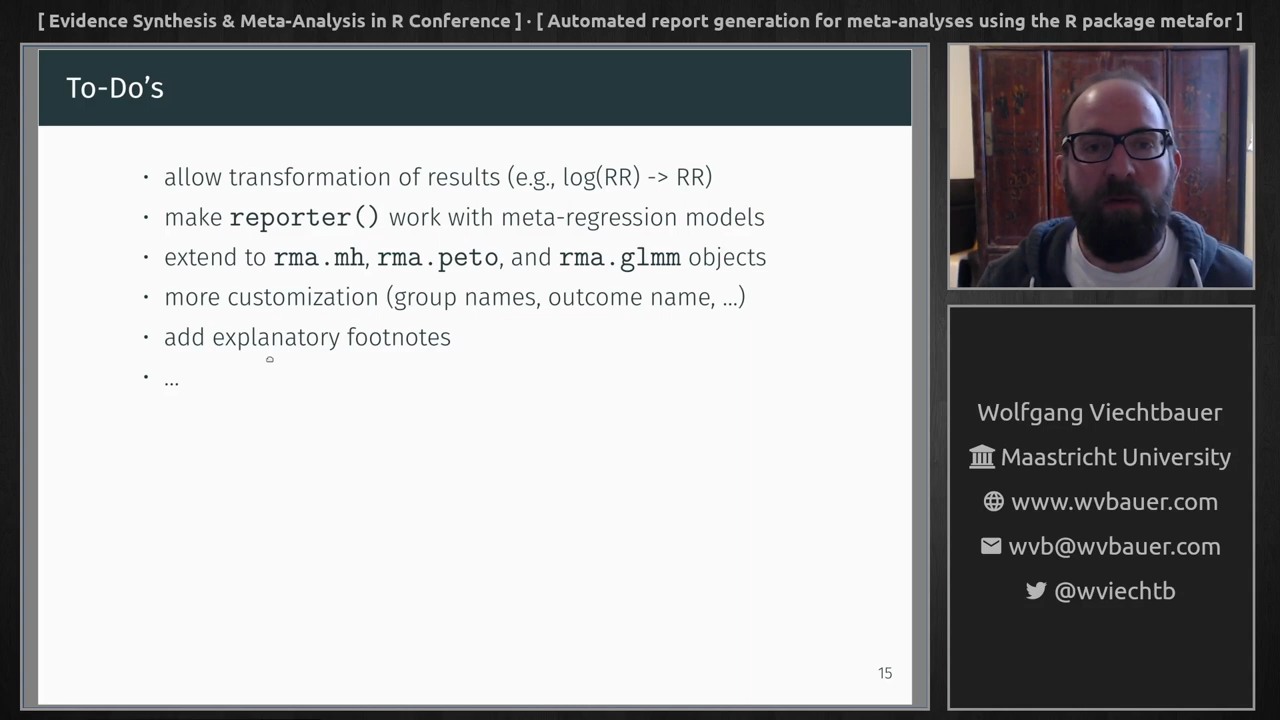 [ Evidence Synthesis & Meta-Analysis in R Conference ] · [ Automated report generation for meta-analyses using the R package metafor ]
To-Do’s
· allow transformation of results (e.g., log(RR) -> RR)
· make reporter() work with meta-regression models
· extend to rma.mh, rma.peto, and rma.glmm objects
· more customization (group names, outcome name, ...)
· add explanatory footnotes
· ...
15
Wolfgang Viechtbauer
Maastricht University
www.wvbauer.com
wvb@wvbauer.com
@wviechtb